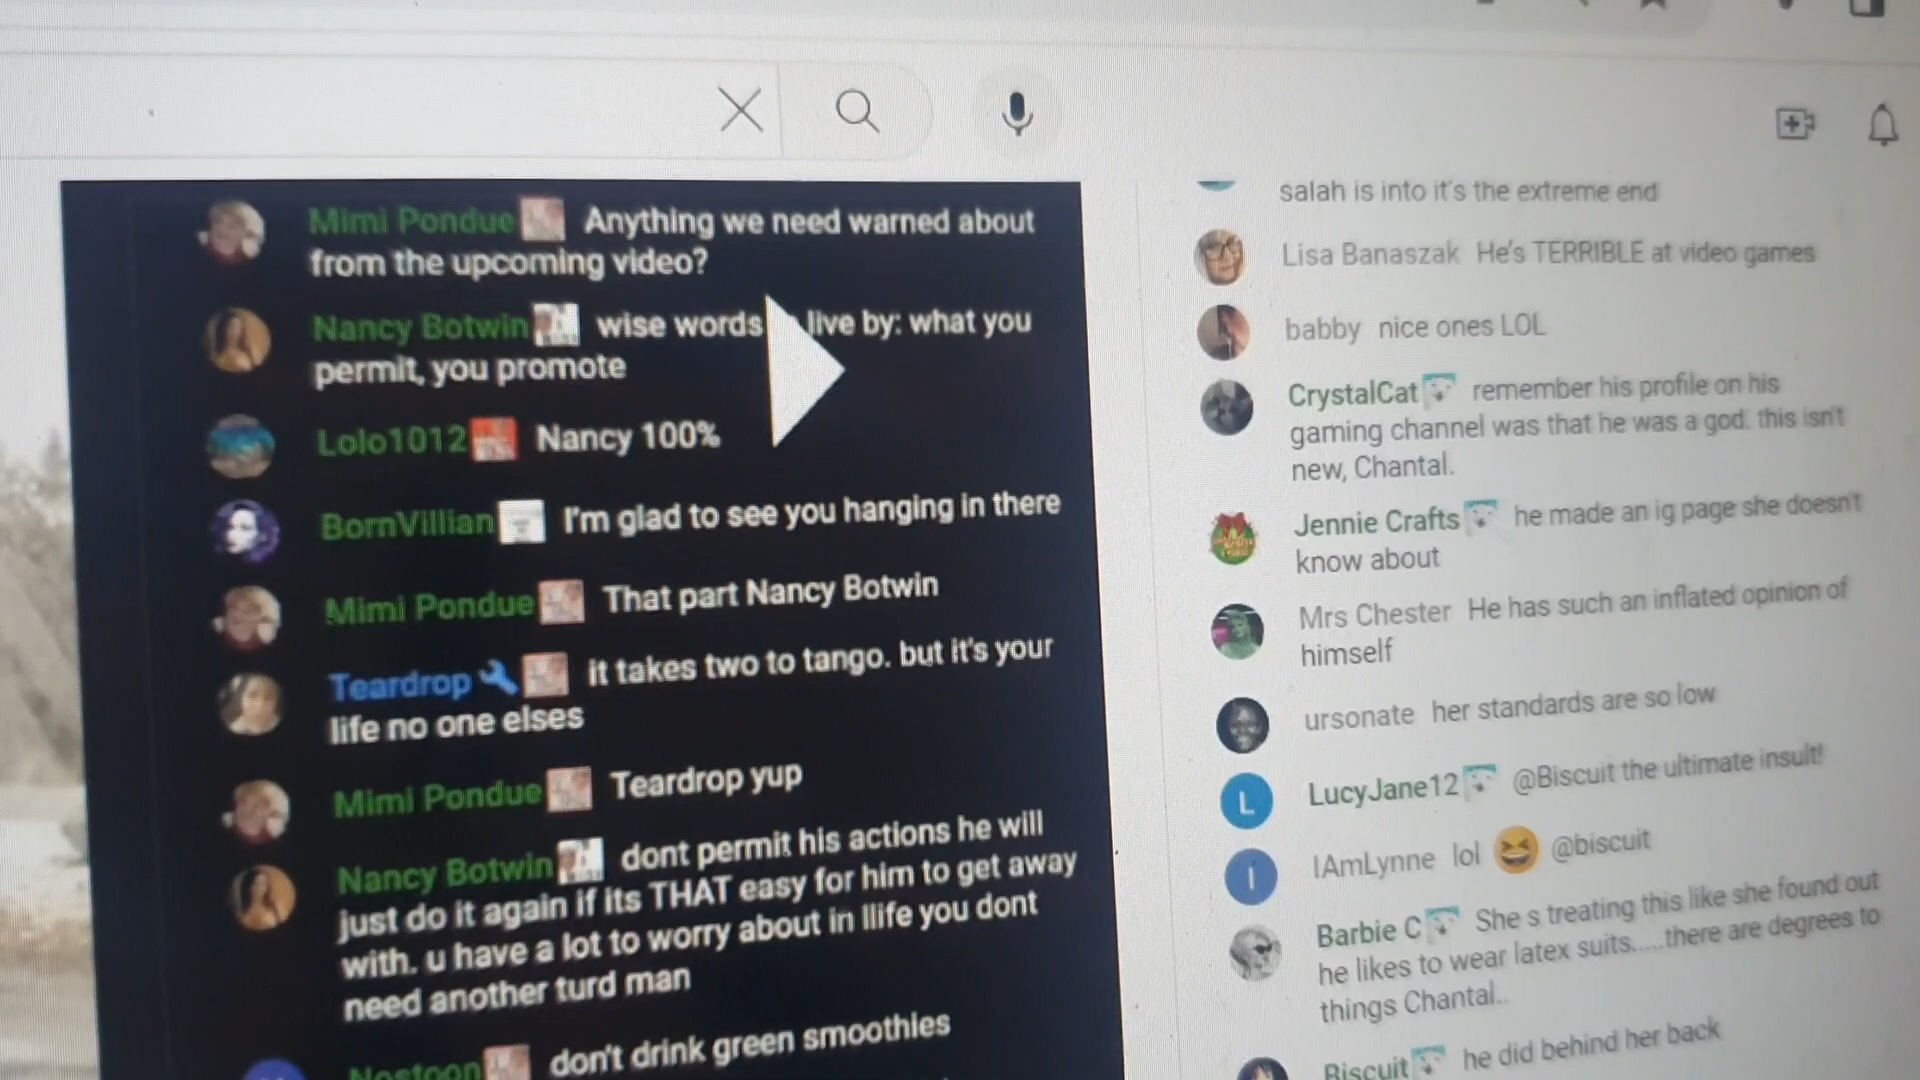 Mimi Pondue Anything we need warned about
from the upcoming video?
Nancy Botwin wise words live by: what you
permit, you promote
Lolo1012 Nancy 100%
BornVillian I'm glad to see you hanging in there
Mimi Pondue That part Nancy Botwin
Teardrop it takes two to tango. but it's your
life no one elses
Mimi Pondue Teardrop yup
Nancy Botwin dont permit his actions he will
just do it again if its THAT easy for him to get away
with. u have a lot to worry about in llife you dont
need another turd man
Nostoon don't drink green smoothies
salah is into it's the extreme end
Lisa Banaszak He's TERRIBLE at video games
babby nice ones LOL
CrystalCat remember his profile on his
gaming channel was that he was a god. this isn't
new, Chantal.
Jennie Crafts he made an ig page she doesn't
know about
Mrs Chester He has such an inflated opinion of
himself
ursonate her standards are so low
L
LucyJane12 @Biscuit the ultimate insult!
I
IAmLynne lol 😆 @biscuit
Barbie C She s treating this like she found out
he likes to wear latex suits.....there are degrees to
things Chantal..
Biscuit he did behind her back